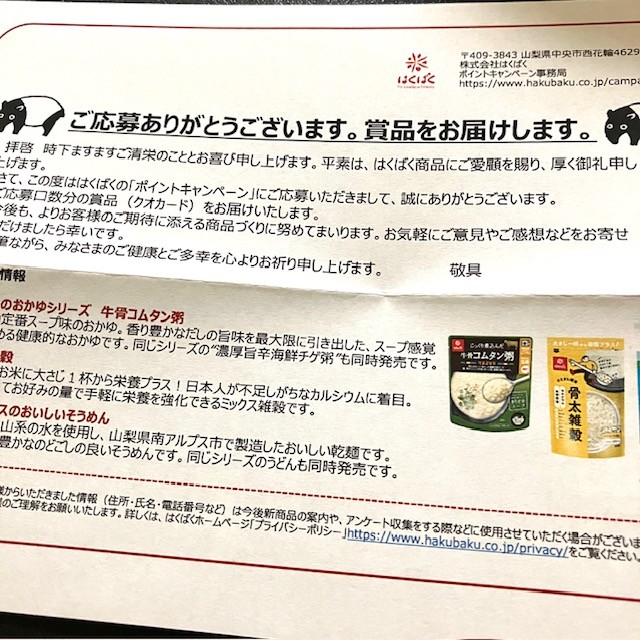 はくばく
〒409-3843 山梨県中央市西花輪4629
株式会社はくばく
ポイントキャンペーン事務局
https://www.hakubaku.co.jp/campa
ご応募ありがとうございます。賞品をお届けします。
拝啓 時下ますますご清栄のこととお喜び申し上げます。平素は、はくばく商品にご愛顧を賜り、厚く御礼申し
上げます。
さて、この度ははくばくの「ポイントキャンペーン」にご応募いただきまして、誠にありがとうございます。
ご応募口数分の賞品（クオカード）をお届けいたします。
今後も、よりお客様のご期待に添える商品づくりに努めてまいります。お気軽にご意見やご感想などをお寄せ
だけましたら幸いです。
筆ながら、みなさまのご健康とご多幸を心よりお祈り申し上げます。 敬具
情報
のおかゆシリーズ 牛骨コムタン粥
定番スープ味のおかゆ。香り豊かなだしの旨味を最大限に引き出した、スープ感覚
める健康的なおかゆです。同じシリーズの“濃厚旨辛海鮮チゲ粥”も同時発売です。
穀
お米に大さじ1杯から栄養プラス！日本人が不足しがちなカルシウムに着目。
てお好みの量で手軽に栄養を強化できるミックス雑穀です。
スのおいしいそうめん
山系の水を使用し、山梨県南アルプス市で製造したおいしい乾麺です。
豊かなのどごしの良いそうめんです。同じシリーズのうどんも同時発売です。
こっくり煮込んだ
牛骨コムタン粥
骨太雑穀
様からいただきました情報（住所・氏名・電話番号など）は今後新商品の案内や、アンケート収集をする際などに使用させていただく場合がございま
のご理解をお願いいたします。詳しくは、はくばくホームページ「プライバシーポリシー」https://www.hakubaku.co.jp/privacy/をご覧ください。